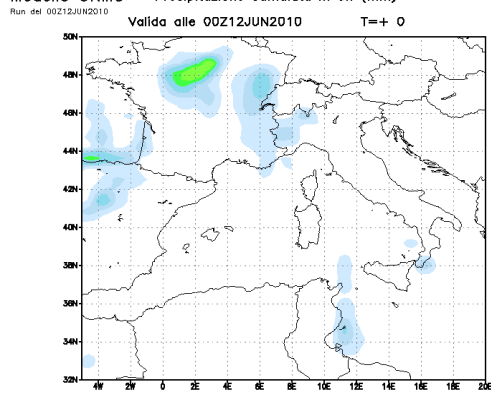 Run del 00Z12JUN2010
Valida alle 00Z12JUN2010 T=+ 0
50N
48N
46N
44N
42N
40N
38N
36N
34N
32N
4W 2W 0 2E 4E 6E 8E 10E 12E 14E 16E 18E 20E